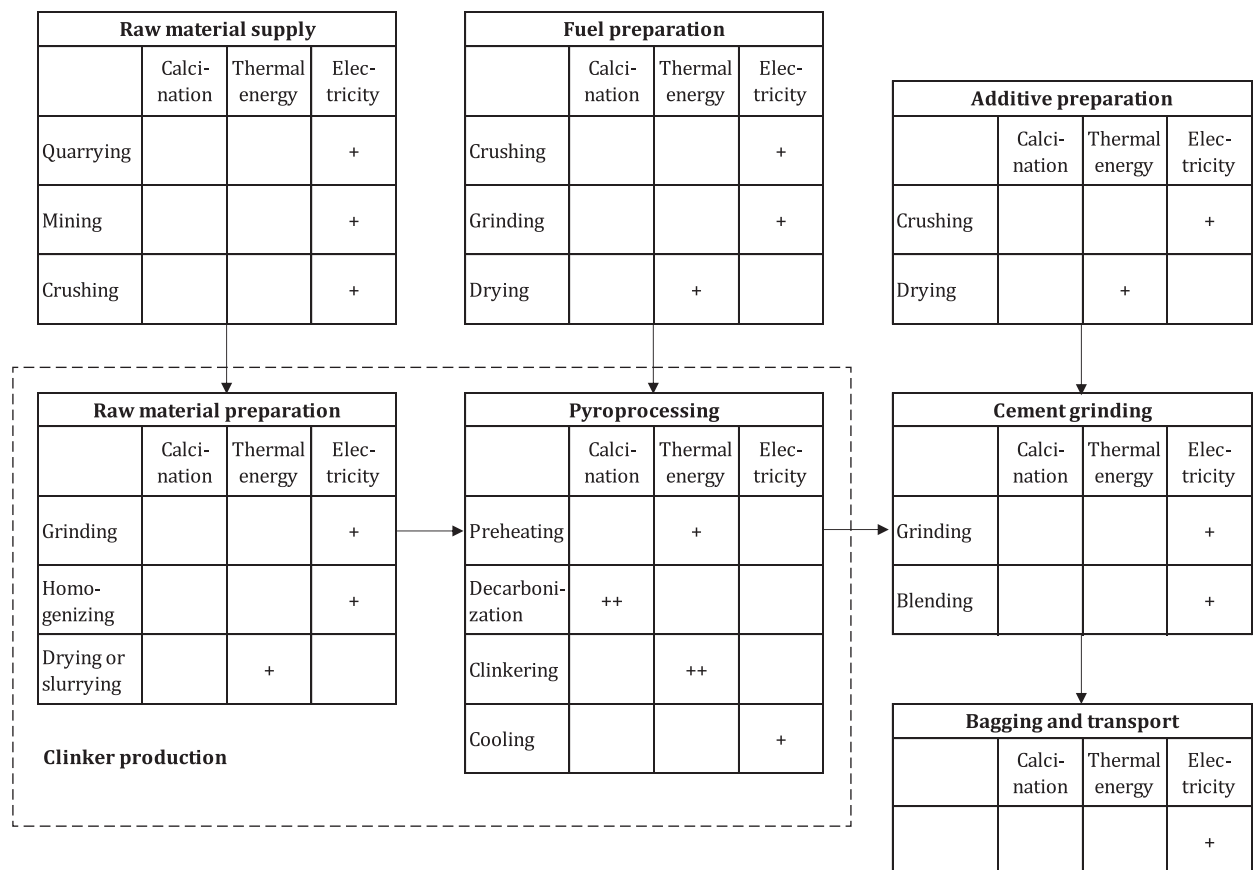 Raw material supply
Calci-
nation
Thermal
energy
Elec-
tricity
Quarrying
+
Mining
+
Crushing
+
Fuel preparation
Calci-
nation
Thermal
energy
Elec-
tricity
Crushing
+
Grinding
+
Drying
+
Additive preparation
Calci-
nation
Thermal
energy
Elec-
tricity
Crushing
+
Drying
+
Raw material preparation
Calci-
nation
Thermal
energy
Elec-
tricity
Grinding
+
Homo-
genizing
+
Drying or
slurrying
+
Clinker production
Pyroprocessing
Calci-
nation
Thermal
energy
Elec-
tricity
Preheating
+
Decarboni-
zation
++
Clinkering
++
Cooling
+
Cement grinding
Calci-
nation
Thermal
energy
Elec-
tricity
Grinding
+
Blending
+
Bagging and transport
Calci-
nation
Thermal
energy
Elec-
tricity
+